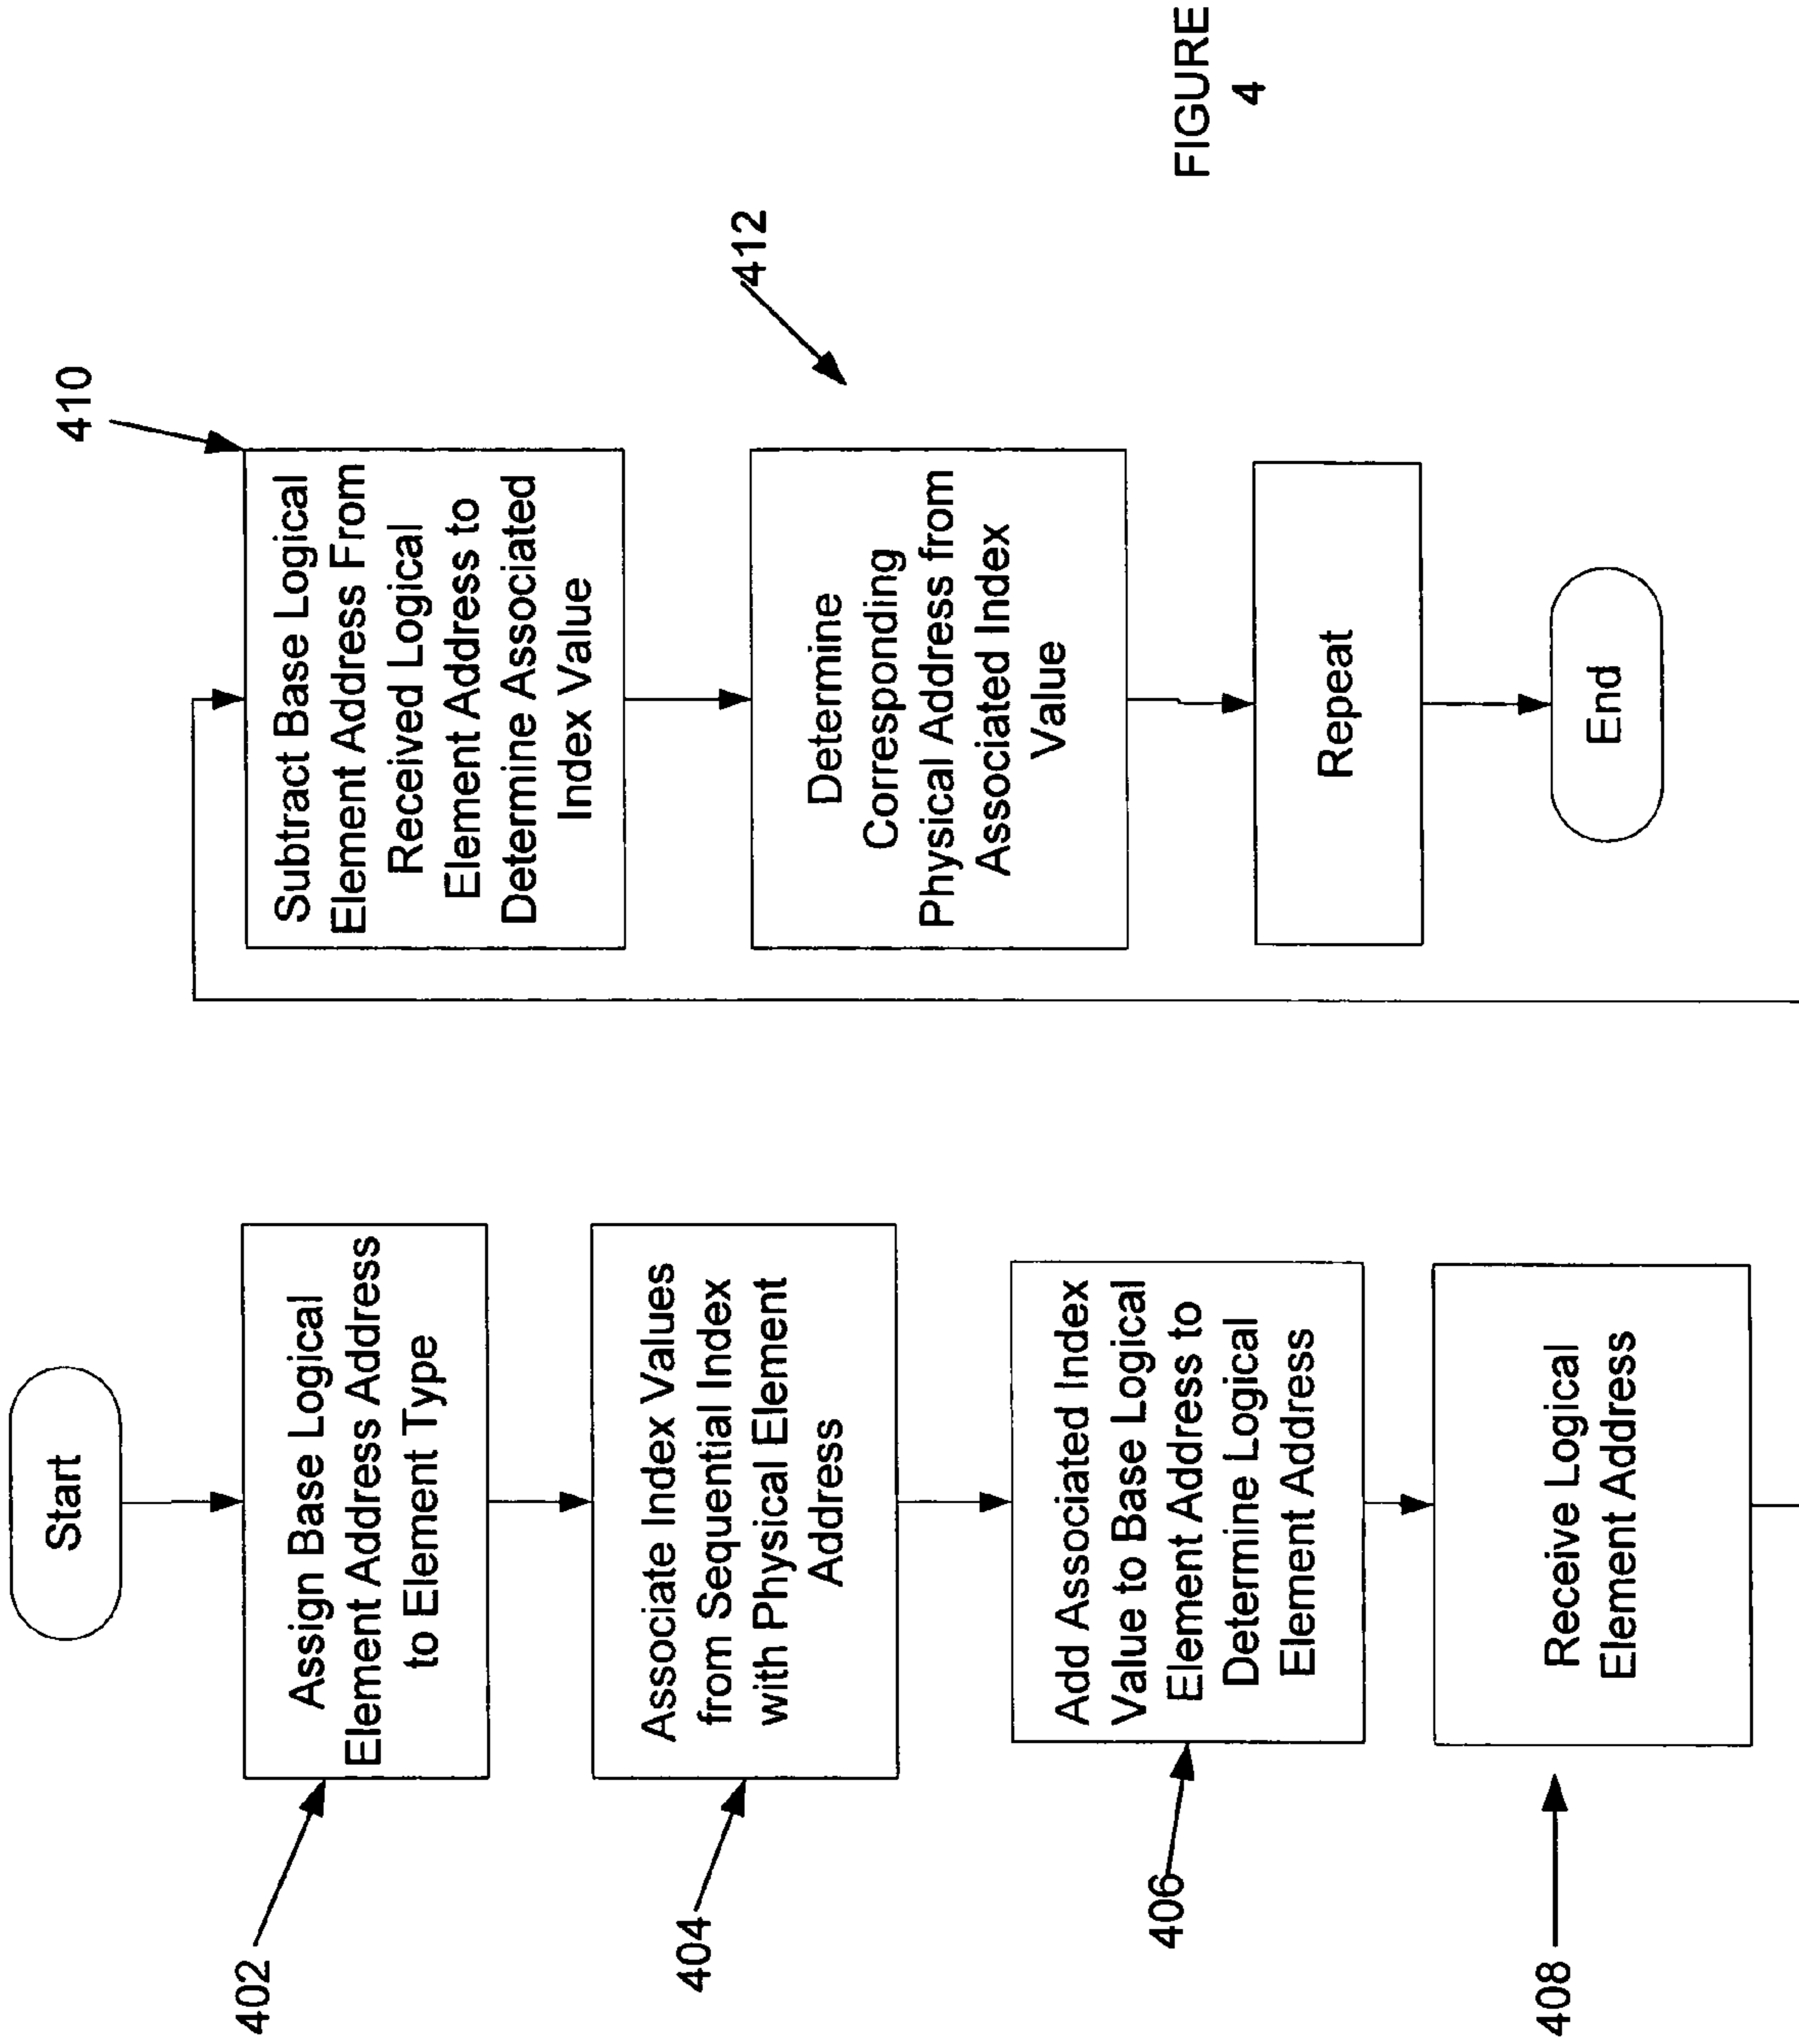 Start
402
Assign Base Logical
Element Address Address
to Element Type
404
Associate Index Values
from Sequential Index
with Physical Element
Address
406
Add Associated Index
Value to Base Logical
Element Address to
Determine Logical
Element Address
408
Receive Logical
Element Address
410
Subtract Base Logical
Element Address From
Received Logical
Element Address to
Determine Associated
Index Value
412
Determine
Corresponding
Physical Address from
Associated Index
Value
Repeat
End
FIGURE
4